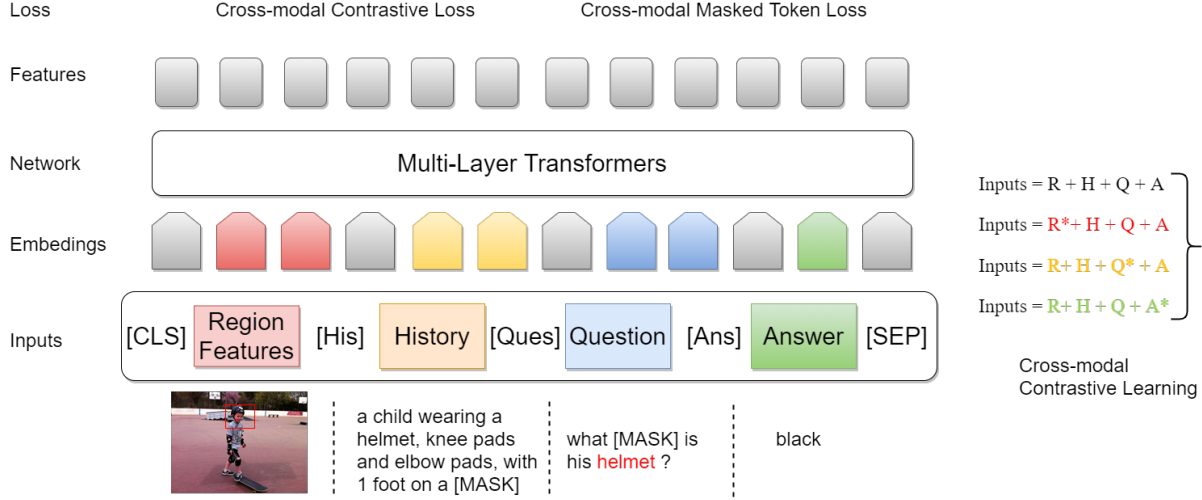 Loss
Cross-modal Contrastive Loss
Cross-modal Masked Token Loss
Features
Network
Multi-Layer Transformers
Embedings
Inputs
[CLS]
Region
Features
[His]
History
[Ques]
Question
[Ans]
Answer
[SEP]
a child wearing a
helmet, knee pads
and elbow pads, with
1 foot on a [MASK]
what [MASK] is
his helmet ?
black
Inputs = R + H + Q + A
Inputs = R*+ H + Q + A
Inputs = R+ H + Q* + A
Inputs = R+ H + Q + A*
Cross-modal
Contrastive Learning